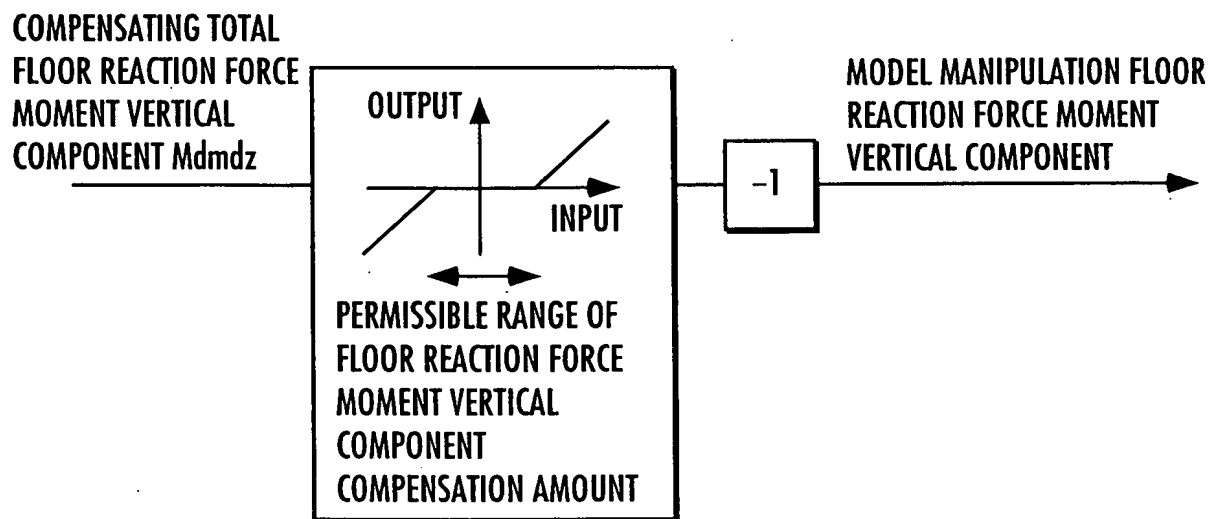 COMPENSATING TOTAL
FLOOR REACTION FORCE
MOMENT VERTICAL
COMPONENT Mdmdz
OUTPUT
INPUT
PERMISSIBLE RANGE OF
FLOOR REACTION FORCE
MOMENT VERTICAL
COMPONENT
COMPENSATION AMOUNT
-1
MODEL MANIPULATION FLOOR
REACTION FORCE MOMENT
VERTICAL COMPONENT